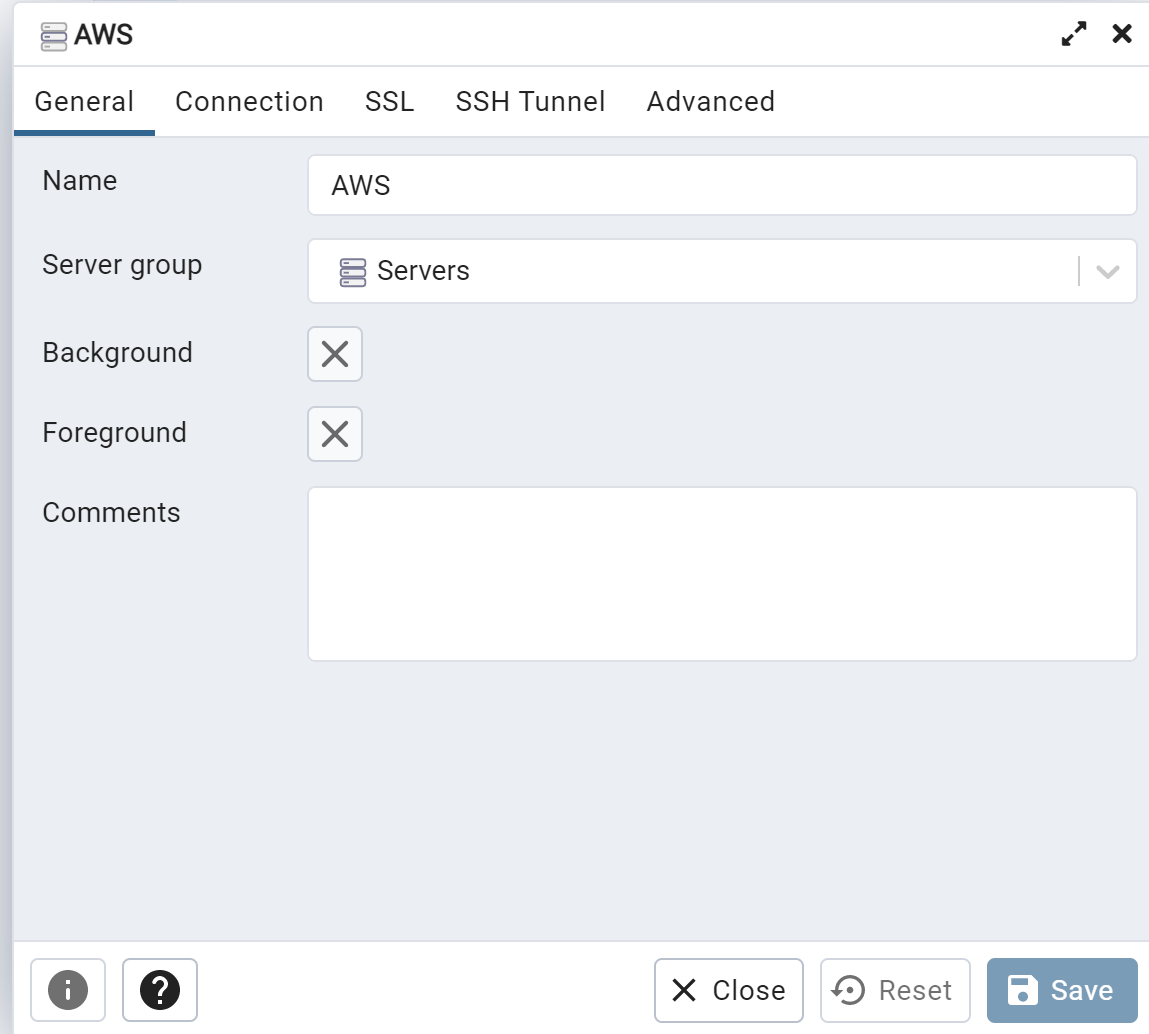 AWS
General Connection SSL SSH Tunnel Advanced
Name AWS
Server group Servers
Background
Foreground
Comments
Close Reset Save